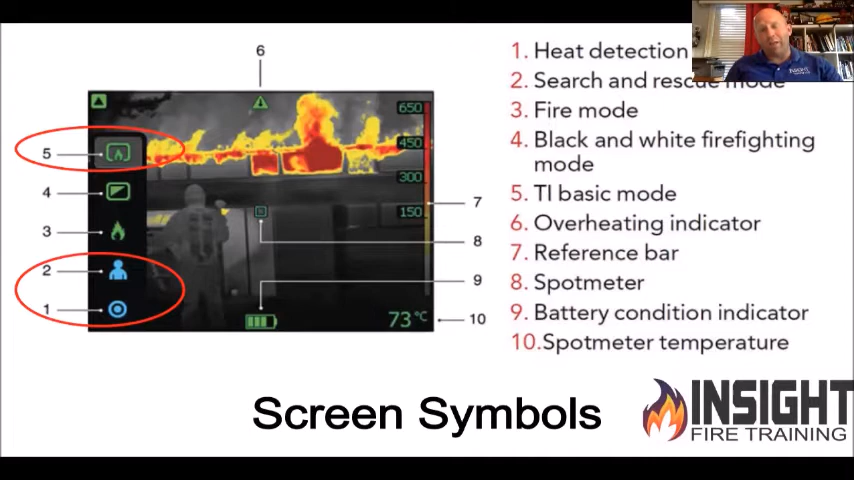 6
5
4
3
2
1
650
450
300
150
73°C
7
8
9
10
1. Heat detection
2. Search and rescue mode
3. Fire mode
4. Black and white firefighting
mode
5. TI basic mode
6. Overheating indicator
7. Reference bar
8. Spotmeter
9. Battery condition indicator
10.Spotmeter temperature
Screen Symbols
INSIGHT
FIRE TRAINING
INSIGHT